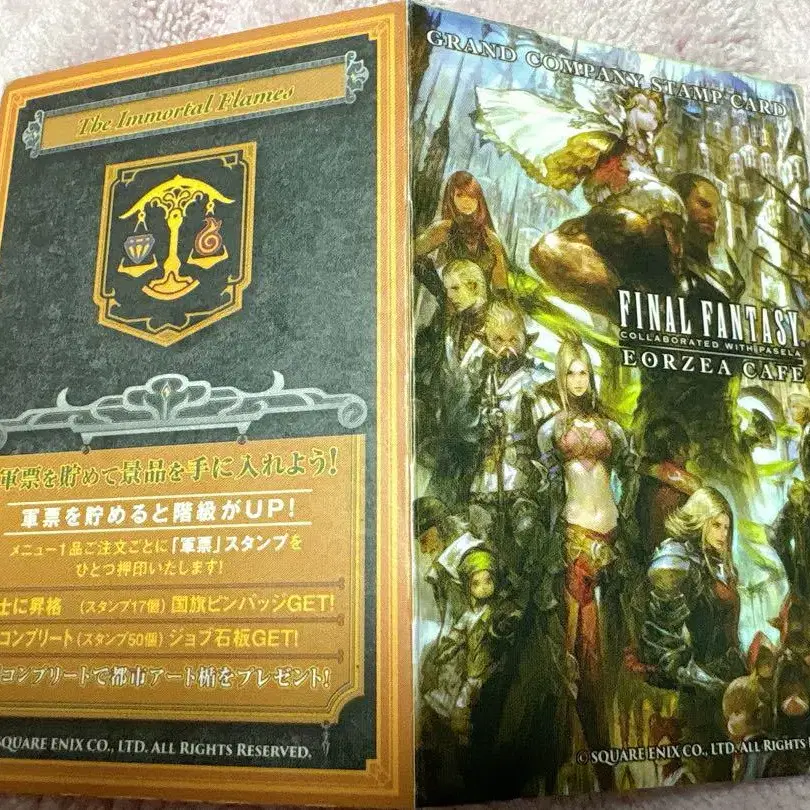 The Immortal Flames
軍票を貯めて景品を手に入れよう!
軍票を貯めると階級がUP!
メニュー1品ご注文ごとに「軍票」スタンプを
ひとつ押印いたします!
士に昇格 (スタンプ17個) 国旗ピンバッジGET!
コンプリート (スタンプ50個) ジョブ石板GET!
コンプリートで都市アート楯をプレゼント!
SQUARE ENIX CO., LTD. ALL RIGHTS RESERVED.
GRAND COMPANY STAMP CARD
FINAL FANTASY
COLLABORATED WITH PASELA
EORZEA CAFE
© SQUARE ENIX CO., LTD. ALL RIGHTS